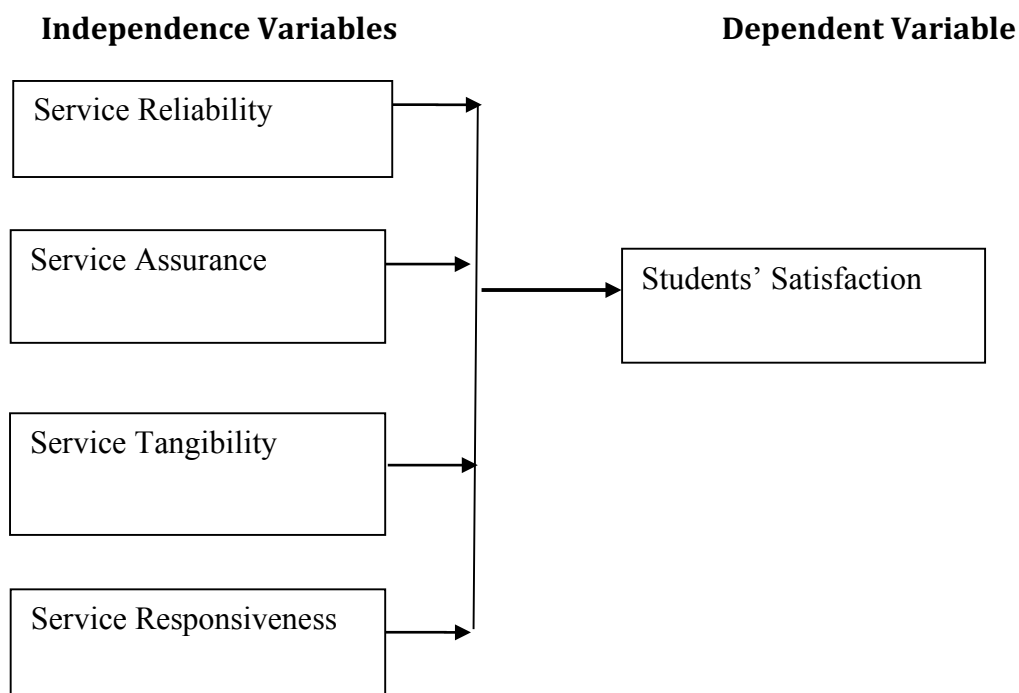 Independence Variables
Dependent Variable
Service Reliability
Service Assurance
Students’ Satisfaction
Service Tangibility
Service Responsiveness